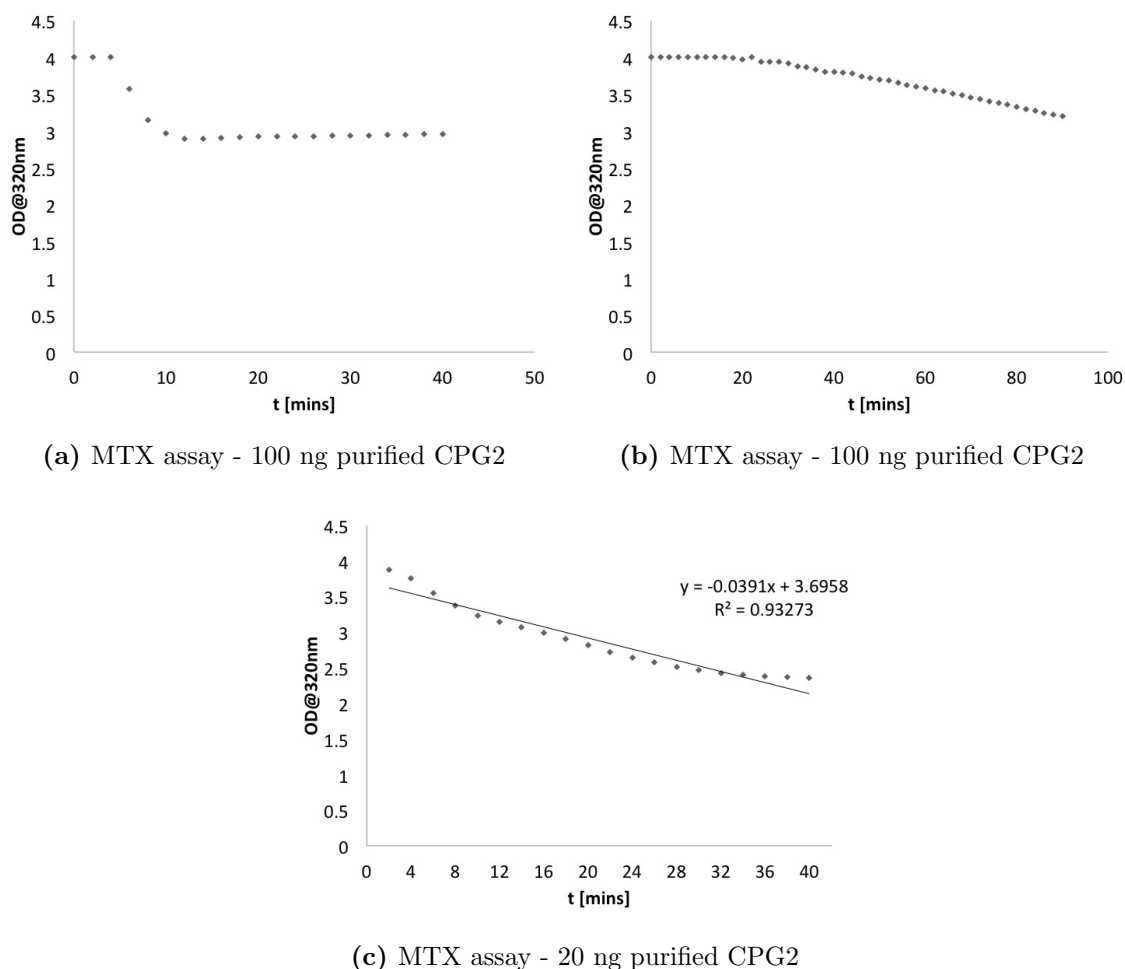 4.5
4
3.5
3
2.5
2
1.5
1
0.5
0
OD@320nm
0 10 20 30 40 50
t [mins]
(a) MTX assay - 100 ng purified CPG2
4.5
4
3.5
3
2.5
2
1.5
1
0.5
0
OD@320nm
0 20 40 60 80 100
t [mins]
(b) MTX assay - 100 ng purified CPG2
4.5
4
3.5
3
2.5
2
1.5
1
0.5
0
OD@320nm
y = -0.0391x + 3.6958
R² = 0.93273
0 4 8 12 16 20 24 28 32 36 40
t [mins]
(c) MTX assay - 20 ng purified CPG2